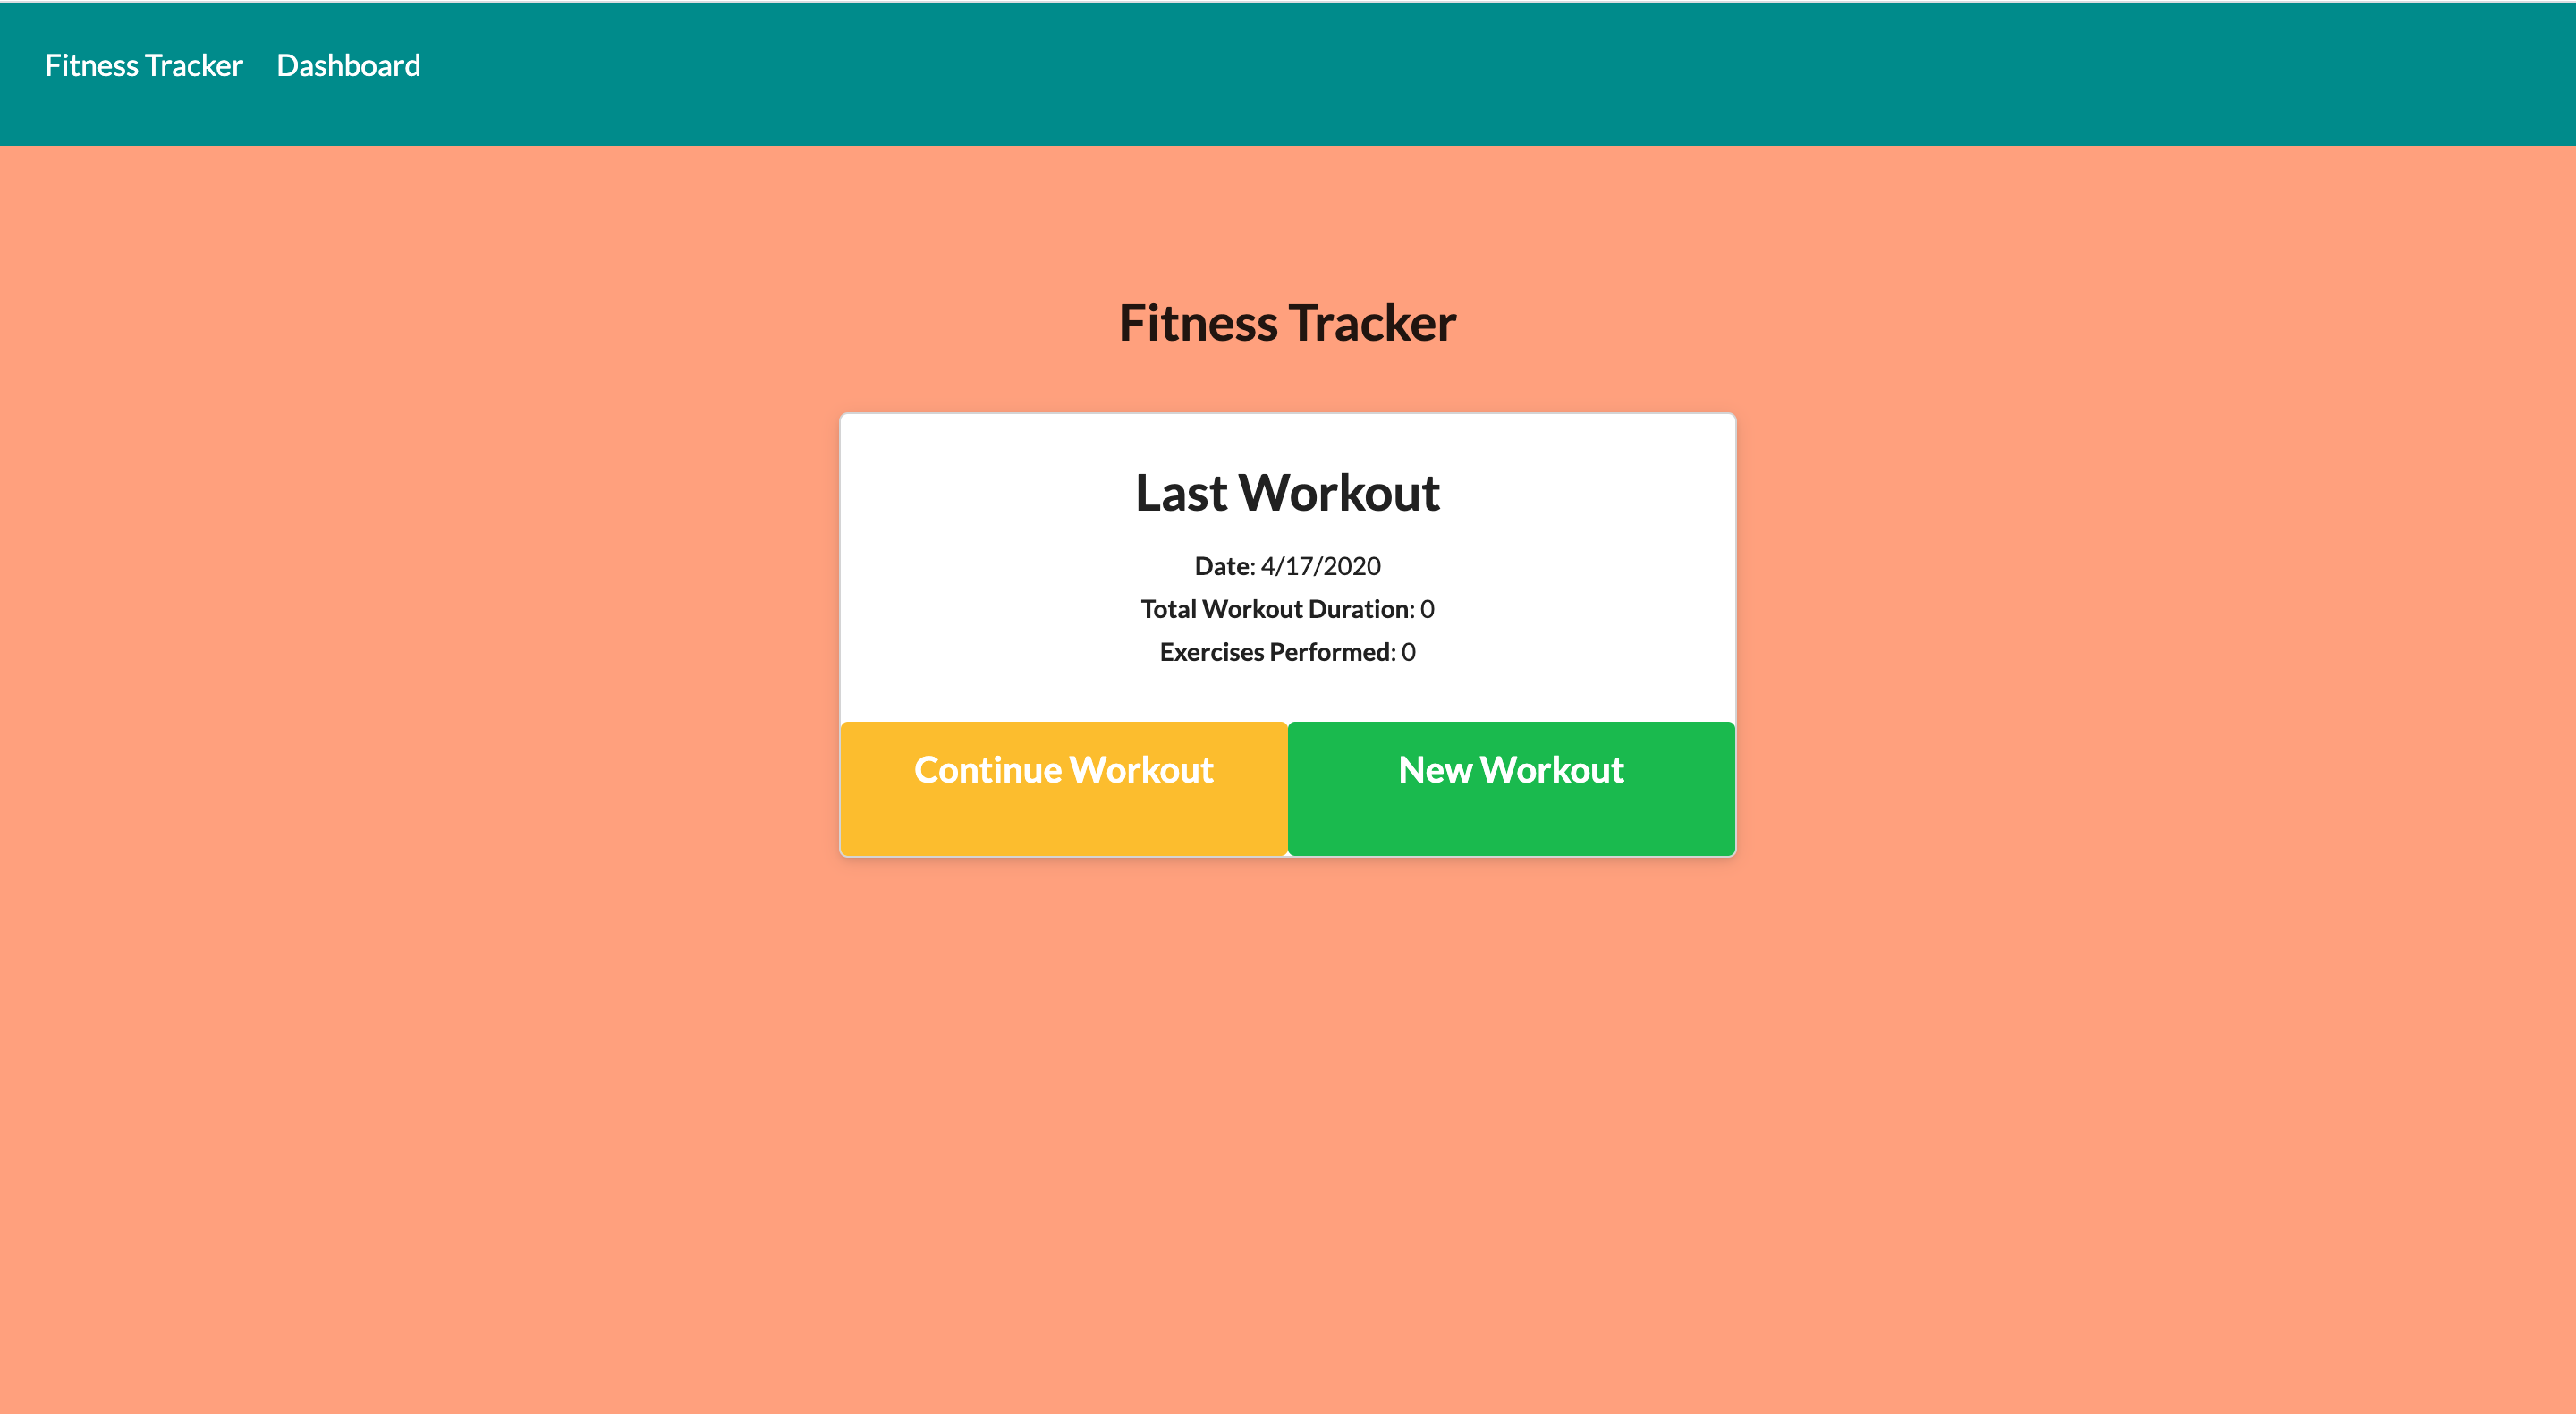 Fitness Tracker Dashboard
Fitness Tracker
Last Workout
Date: 4/17/2020
Total Workout Duration: 0
Exercises Performed: 0
Continue Workout New Workout